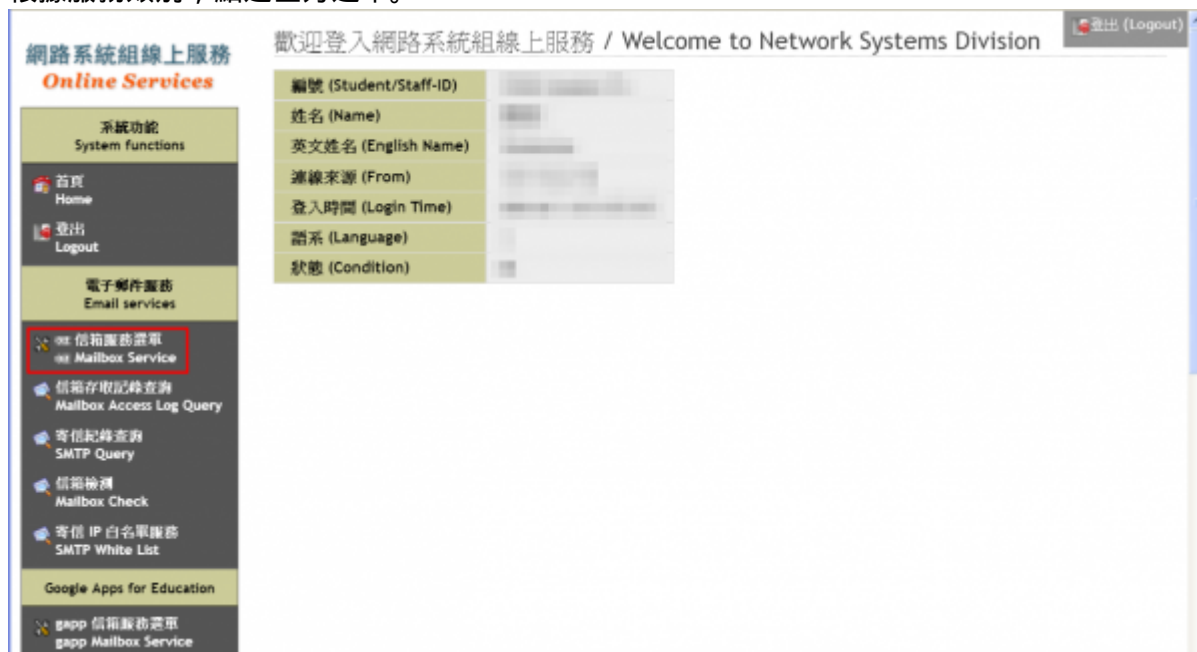 歡迎登入網路系統組線上服務 / Welcome to Network Systems Division
登出 (Logout)
網路系統組線上服務
Online Services
系統功能
System functions
首頁
Home
登出
Logout
電子郵件服務
Email services
信箱服務選單
Mailbox Service
信箱存取記錄查詢
Mailbox Access Log Query
寄信紀錄查詢
SMTP Query
信箱檢測
Mailbox Check
寄信 IP 白名單服務
SMTP White List
Google Apps for Education
gapp 信箱服務選單
gapp Mailbox Service
編號 (Student/Staff-ID)
姓名 (Name)
英文姓名 (English Name)
連線來源 (From)
登入時間 (Login Time)
語系 (Language)
狀態 (Condition)